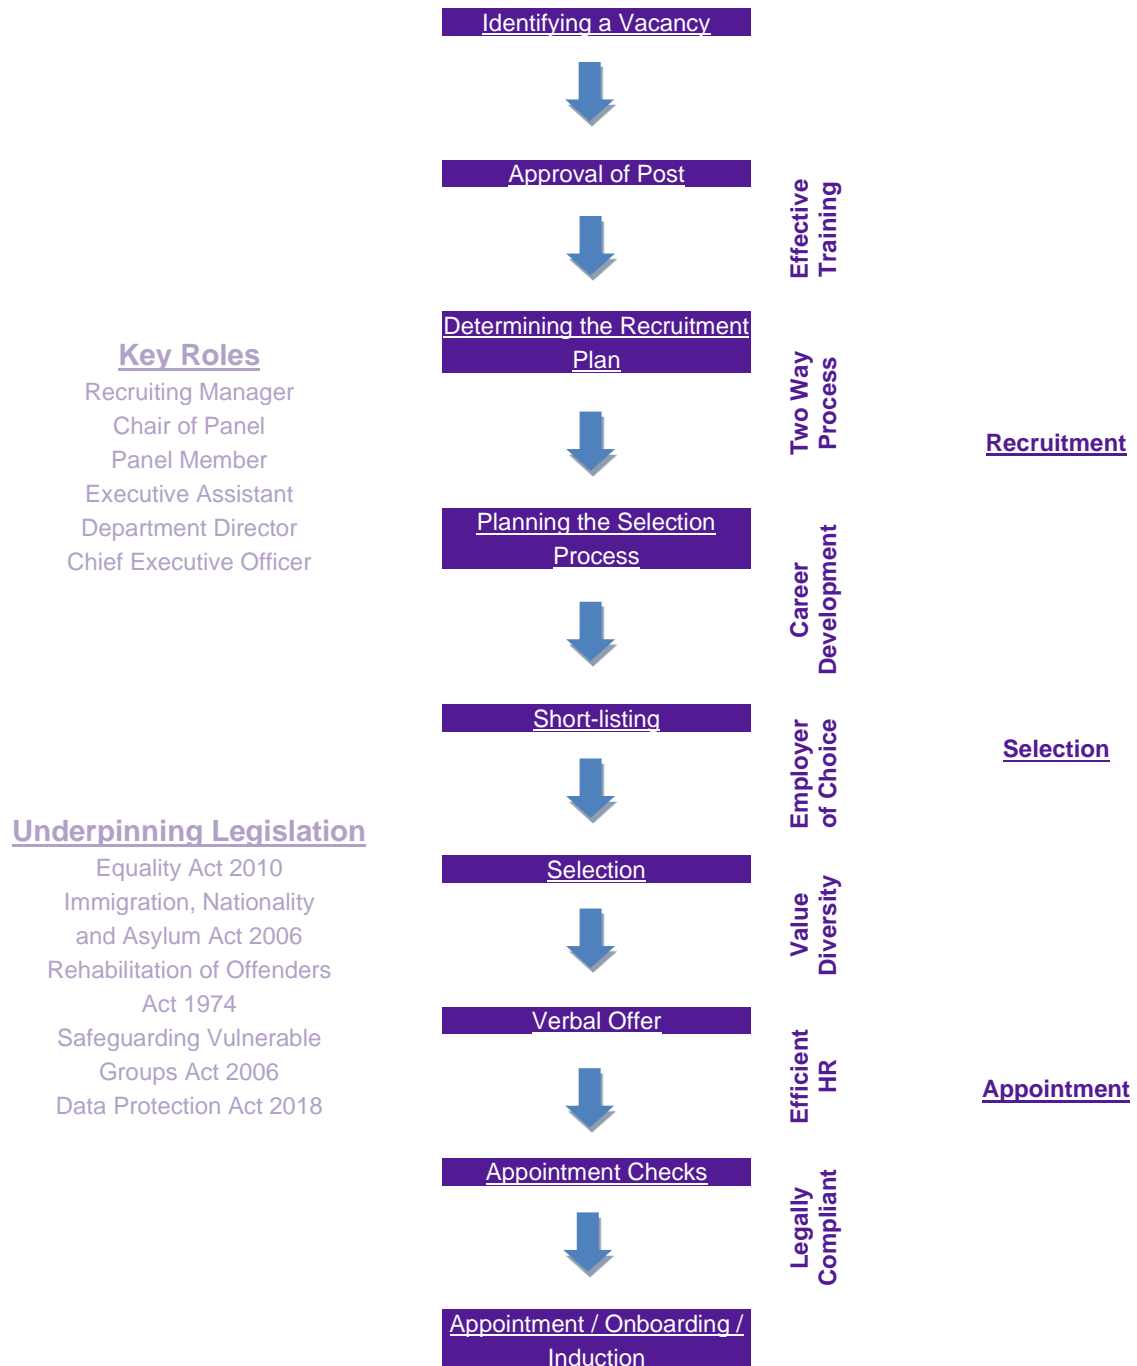 Identifying a Vacancy
Approval of Post
Determining the Recruitment
Plan
Planning the Selection
Process
Short-listing
Selection
Verbal Offer
Appointment Checks
Appointment / Onboarding /
Induction
Key Roles
Recruiting Manager
Chair of Panel
Panel Member
Executive Assistant
Department Director
Chief Executive Officer
Underpinning Legislation
Equality Act 2010
Immigration, Nationality
and Asylum Act 2006
Rehabilitation of Offenders
Act 1974
Safeguarding Vulnerable
Groups Act 2006
Data Protection Act 2018
Effective
Training
Two Way
Process
Career
Development
Employer
of Choice
Value
Diversity
Efficient
HR
Legally
Compliant
Recruitment
Selection
Appointment